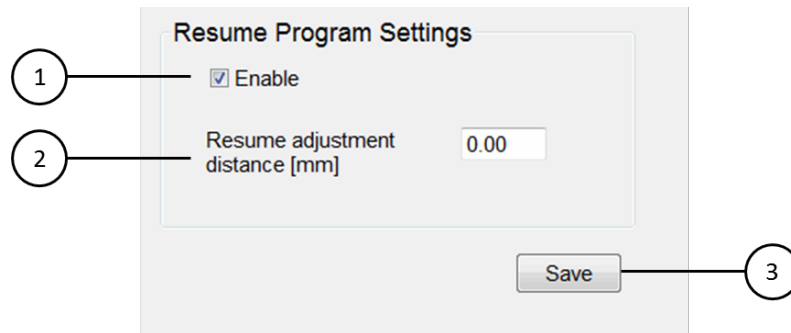 Resume Program Settings
1
Enable
Resume adjustment
distance [mm]
0.00
2
Save
3